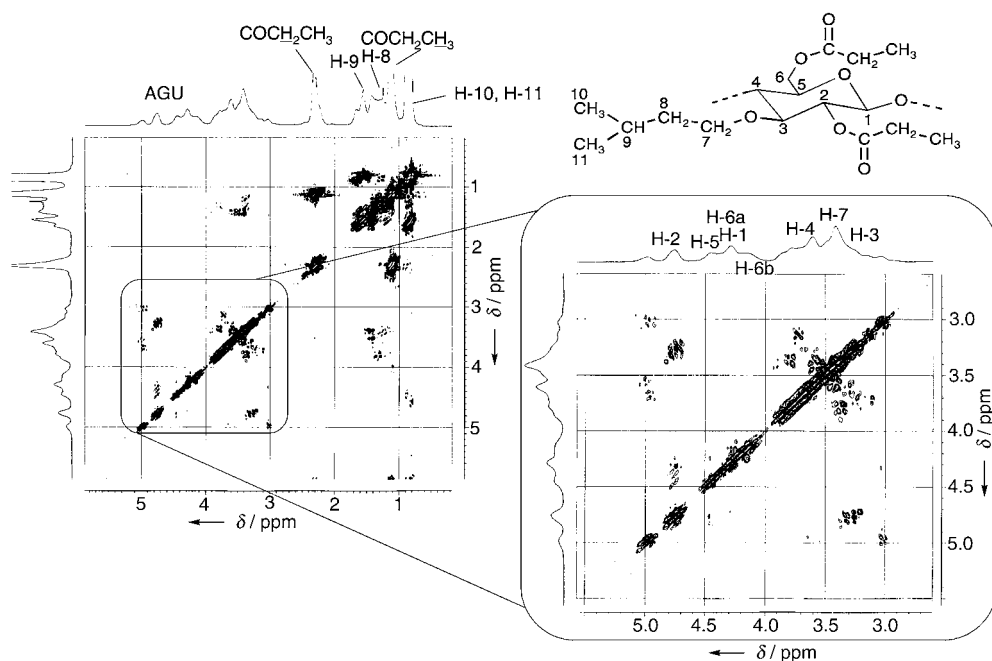 COCH₂CH₃
COCH₂CH₃
H-9
H-8
AGU
H-10, H-11
1
2
3
4
5
δ / ppm
5 4 3 2 1
δ / ppm
O
C
CH₂
CH₃
6
O
4
5
O
10
CH₃
8
CH₂
2
O
9
CH₂
O
3
1
CH₃
7
O
CH₂
11
C
CH₃
O
H-6a
H-7
H-2
H-5
H-1
H-4
H-3
H-6b
3.0
3.5
4.0
4.5
5.0
δ / ppm
5.0 4.5 4.0 3.5 3.0
δ / ppm